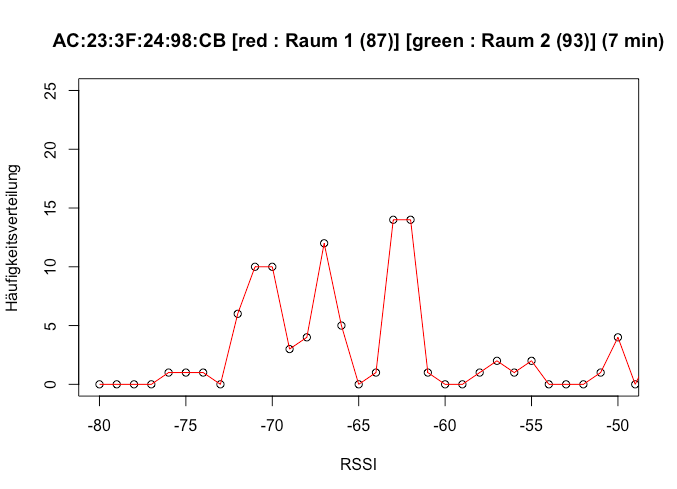 AC:23:3F:24:98:CB [red : Raum 1 (87)] [green : Raum 2 (93)] (7 min)
Häufigkeitsverteilung
25
20
15
10
5
0
-80 -75 -70 -65 -60 -55 -50
RSSI